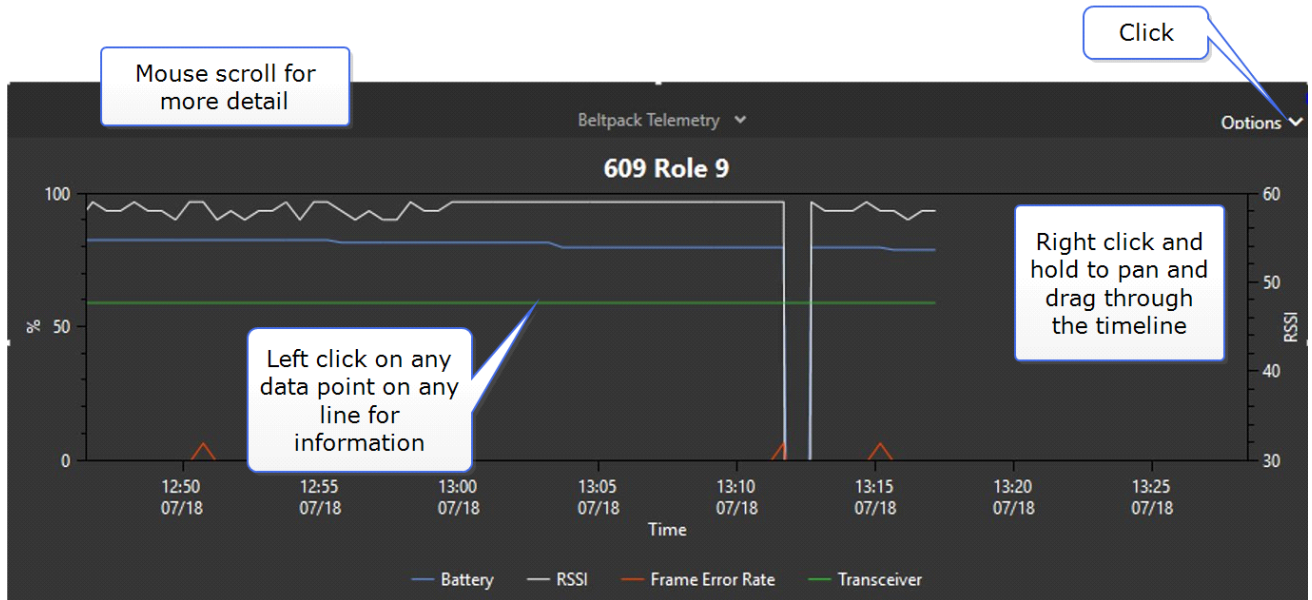 Click
Mouse scroll for
more detail
Beltpack Telemetry
Options
609 Role 9
100
50
0
%
60
50
40
30
RSSI
Right click and
hold to pan and
drag through
the timeline
Left click on any
data point on any
line for
information
12:50 12:55 13:00 13:05 13:10 13:15 13:20 13:25
07/18 07/18 07/18 07/18 07/18 07/18 07/18 07/18
Time
Battery RSSI Frame Error Rate Transceiver